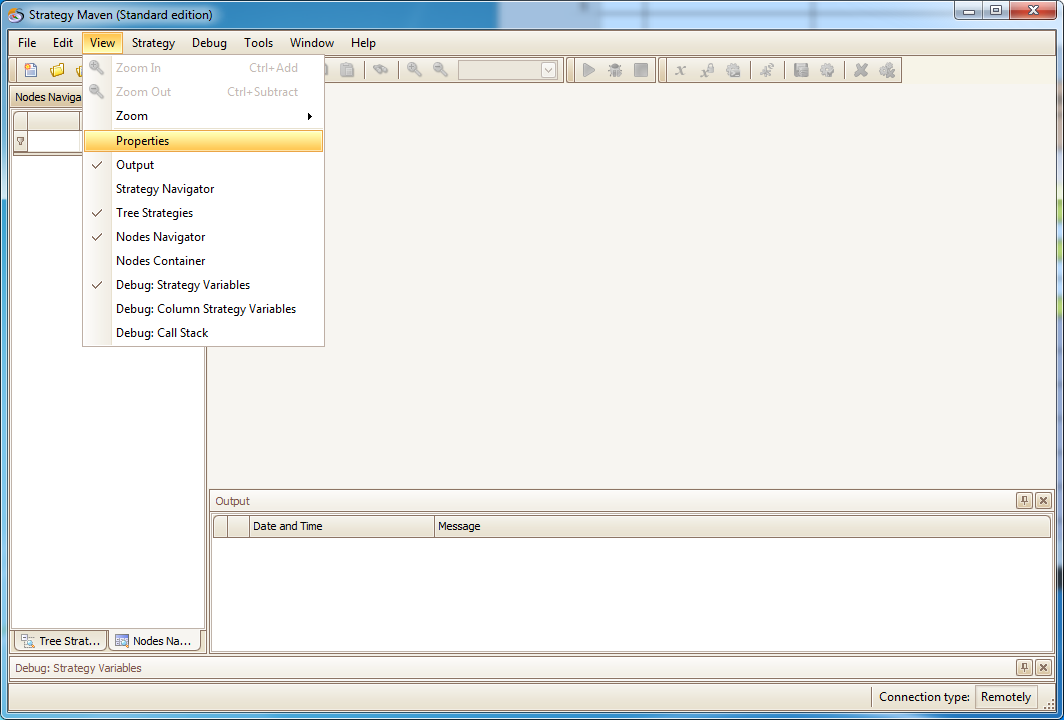 Strategy Maven (Standard edition)
File Edit View Strategy Debug Tools Window Help
Nodes Naviga
Zoom In Ctrl+Add
Zoom Out Ctrl+Subtract
Zoom
Properties
Output
Strategy Navigator
Tree Strategies
Nodes Navigator
Nodes Container
Debug: Strategy Variables
Debug: Column Strategy Variables
Debug: Call Stack
Output
Date and Time Message
Tree Strat... Nodes Na...
Debug: Strategy Variables
Connection type: Remotely